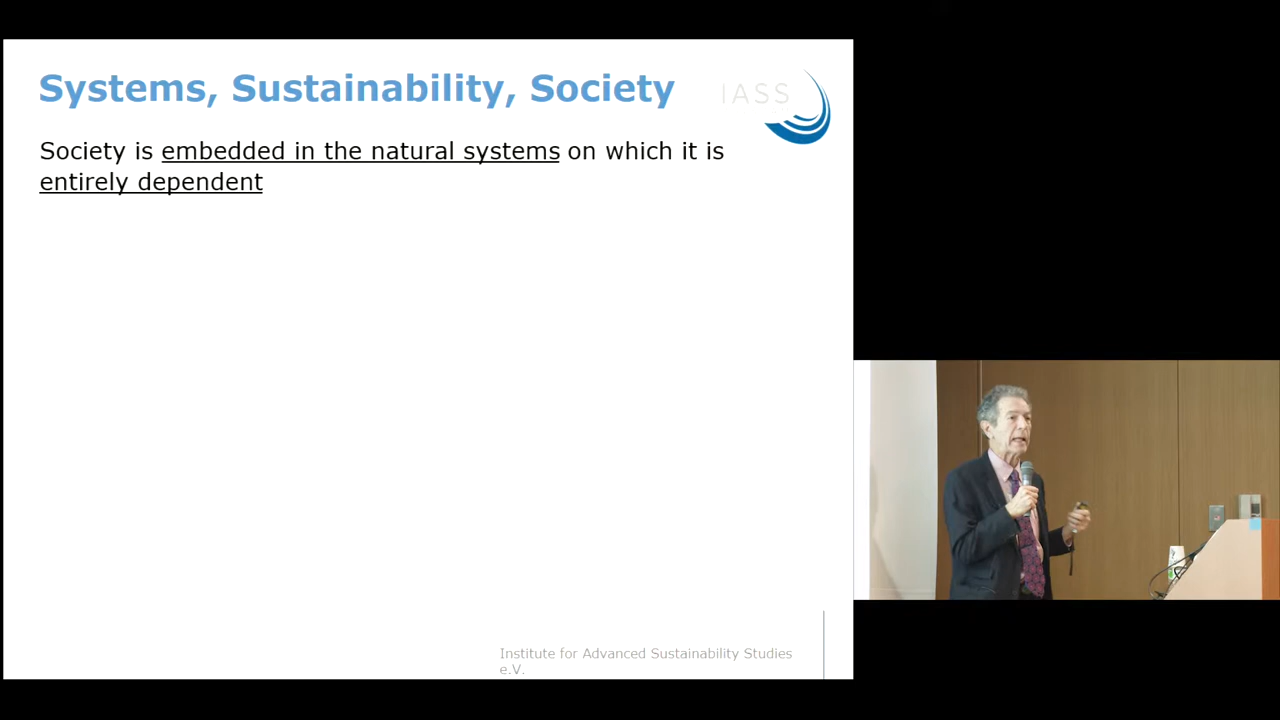 Systems, Sustainability, Society
IASS
Society is embedded in the natural systems on which it is
entirely dependent
Institute for Advanced Sustainability Studies
e.V.